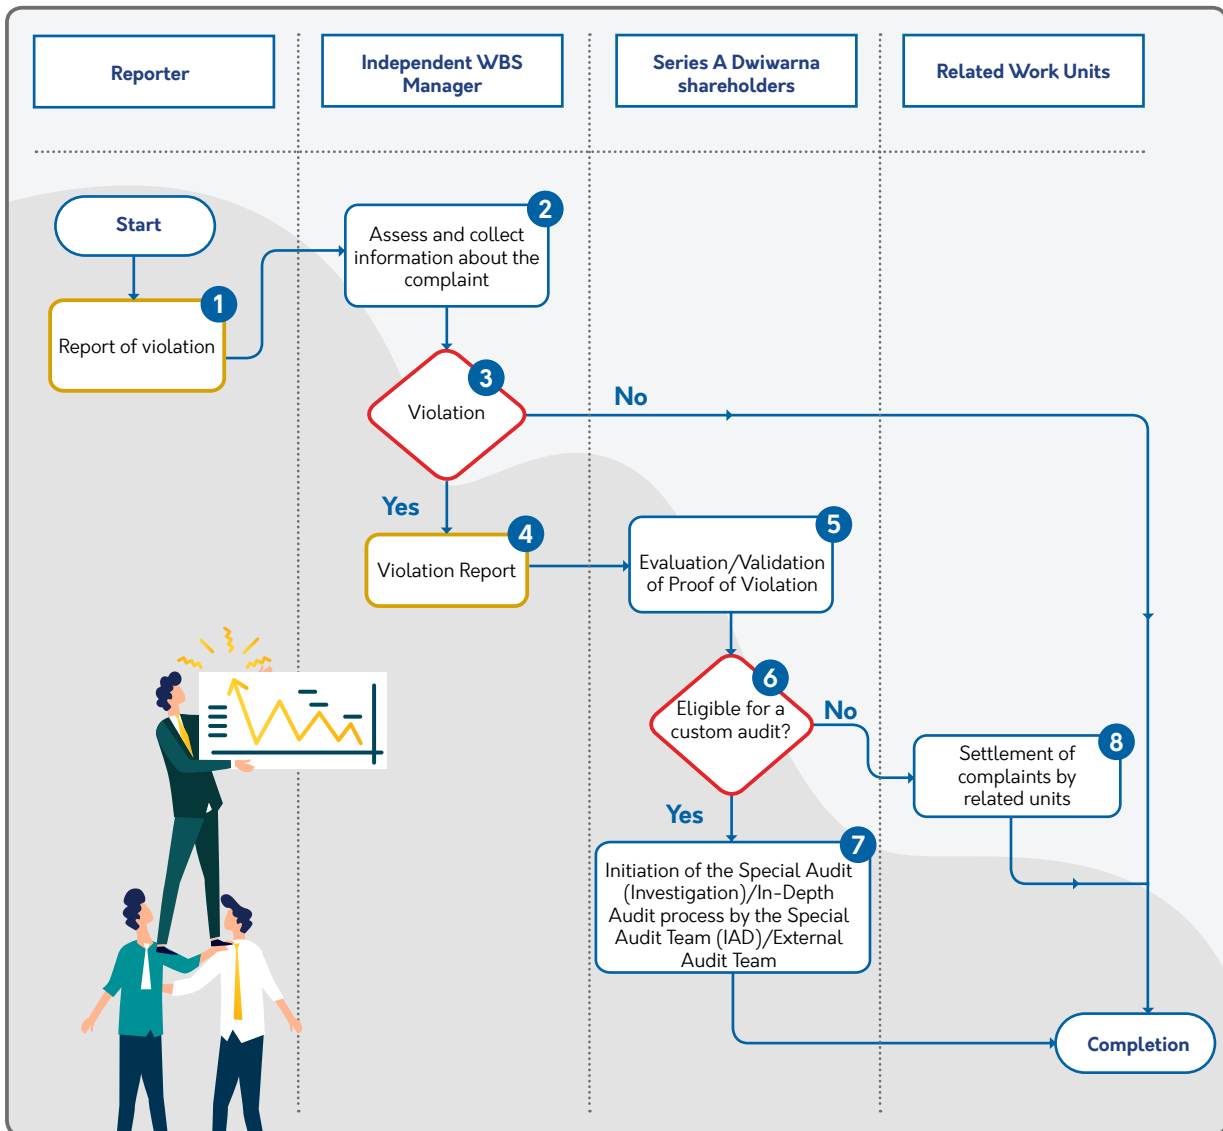 Reporter
Independent WBS
Manager
Series A Dwiwarna
shareholders
Related Work Units
Start
1
Report of violation
2
Assess and collect
information about the
complaint
3
Violation
No
Yes
4
Violation Report
5
Evaluation/Validation
of Proof of Violation
6
Eligible for a
custom audit?
No
Yes
8
Settlement of
complaints by
related units
7
Initiation of the Special Audit
(Investigation)/In-Depth
Audit process by the Special
Audit Team (IAD)/External
Audit Team
Completion